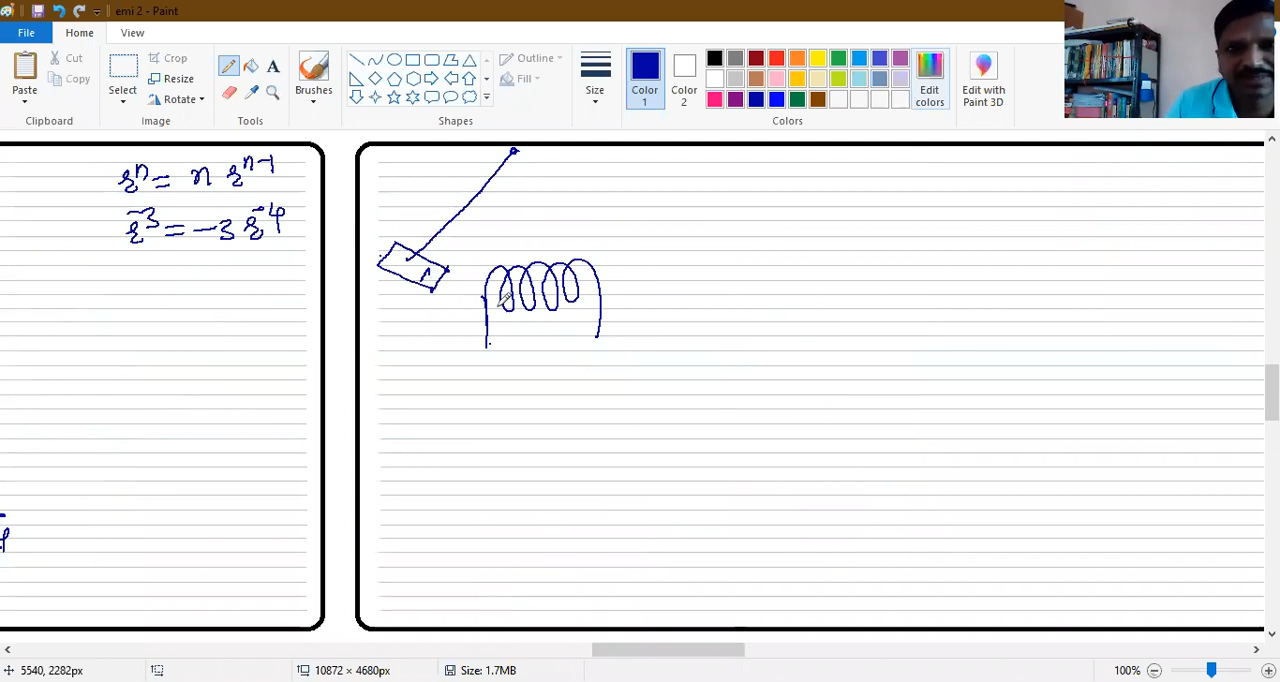 emi 2 - Paint
File Home View
Paste Cut Copy
Clipboard
Select Crop Resize Rotate
Image
A
Tools
Brushes
Outline Fill
Shapes
Size
Color 1 Color 2
Edit colors
Colors
Edit with Paint 3D
r^n = n r^{n-1}
r^{-3} = -3 r^{-4}
5540, 2282px
10872 × 4680px
Size: 1.7MB
100%